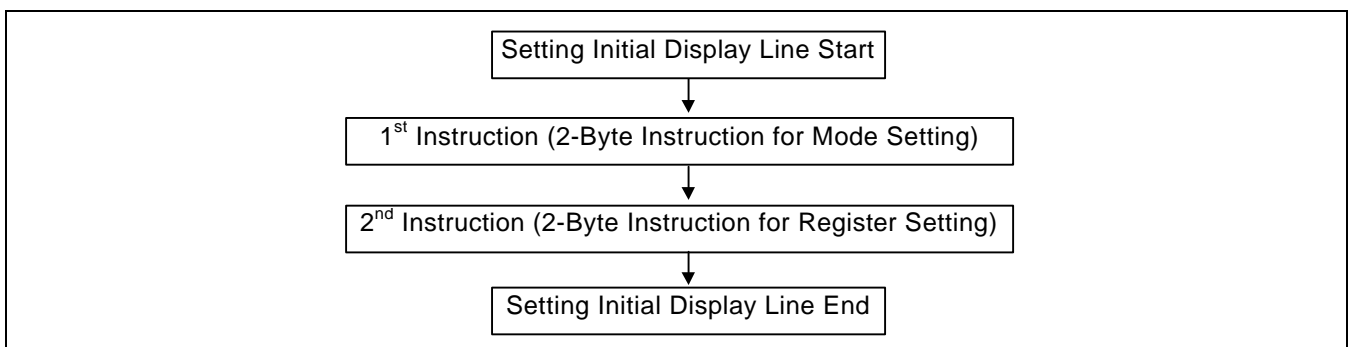 Setting Initial Display Line Start
1st Instruction (2-Byte Instruction for Mode Setting)
2nd Instruction (2-Byte Instruction for Register Setting)
Setting Initial Display Line End